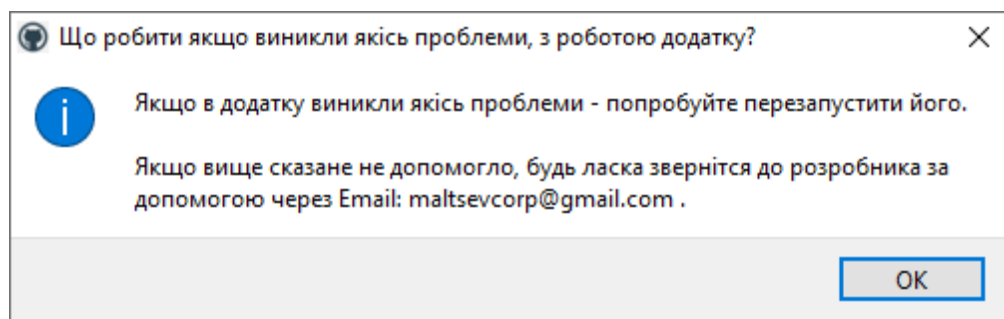 Що робити якщо виникли якісь проблеми, з роботою додатку?
Якщо в додатку виникли якісь проблеми - попробуйте перезапустити його.
Якщо вище сказане не допомогло, будь ласка звернітся до розробника за
допомогою через Email: maltsevcorp@gmail.com .
OK